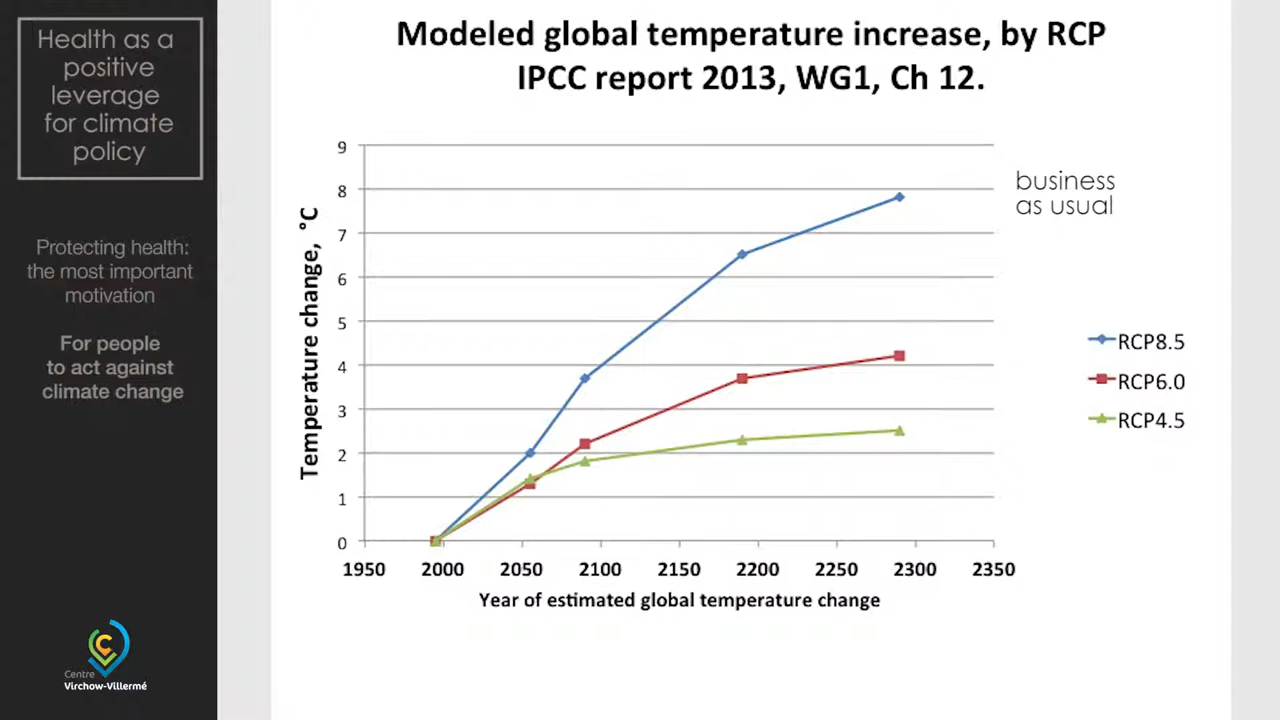 Health as a
positive
leverage
for climate
policy
Protecting health:
the most important
motivation
For people
to act against
climate change
Centre
Virchow-Villermé
Modeled global temperature increase, by RCP
IPCC report 2013, WG1, Ch 12.
9
8
7
6
5
4
3
2
1
0
Temperature change, °C
1950 2000 2050 2100 2150 2200 2250 2300 2350
Year of estimated global temperature change
business
as usual
RCP8.5
RCP6.0
RCP4.5